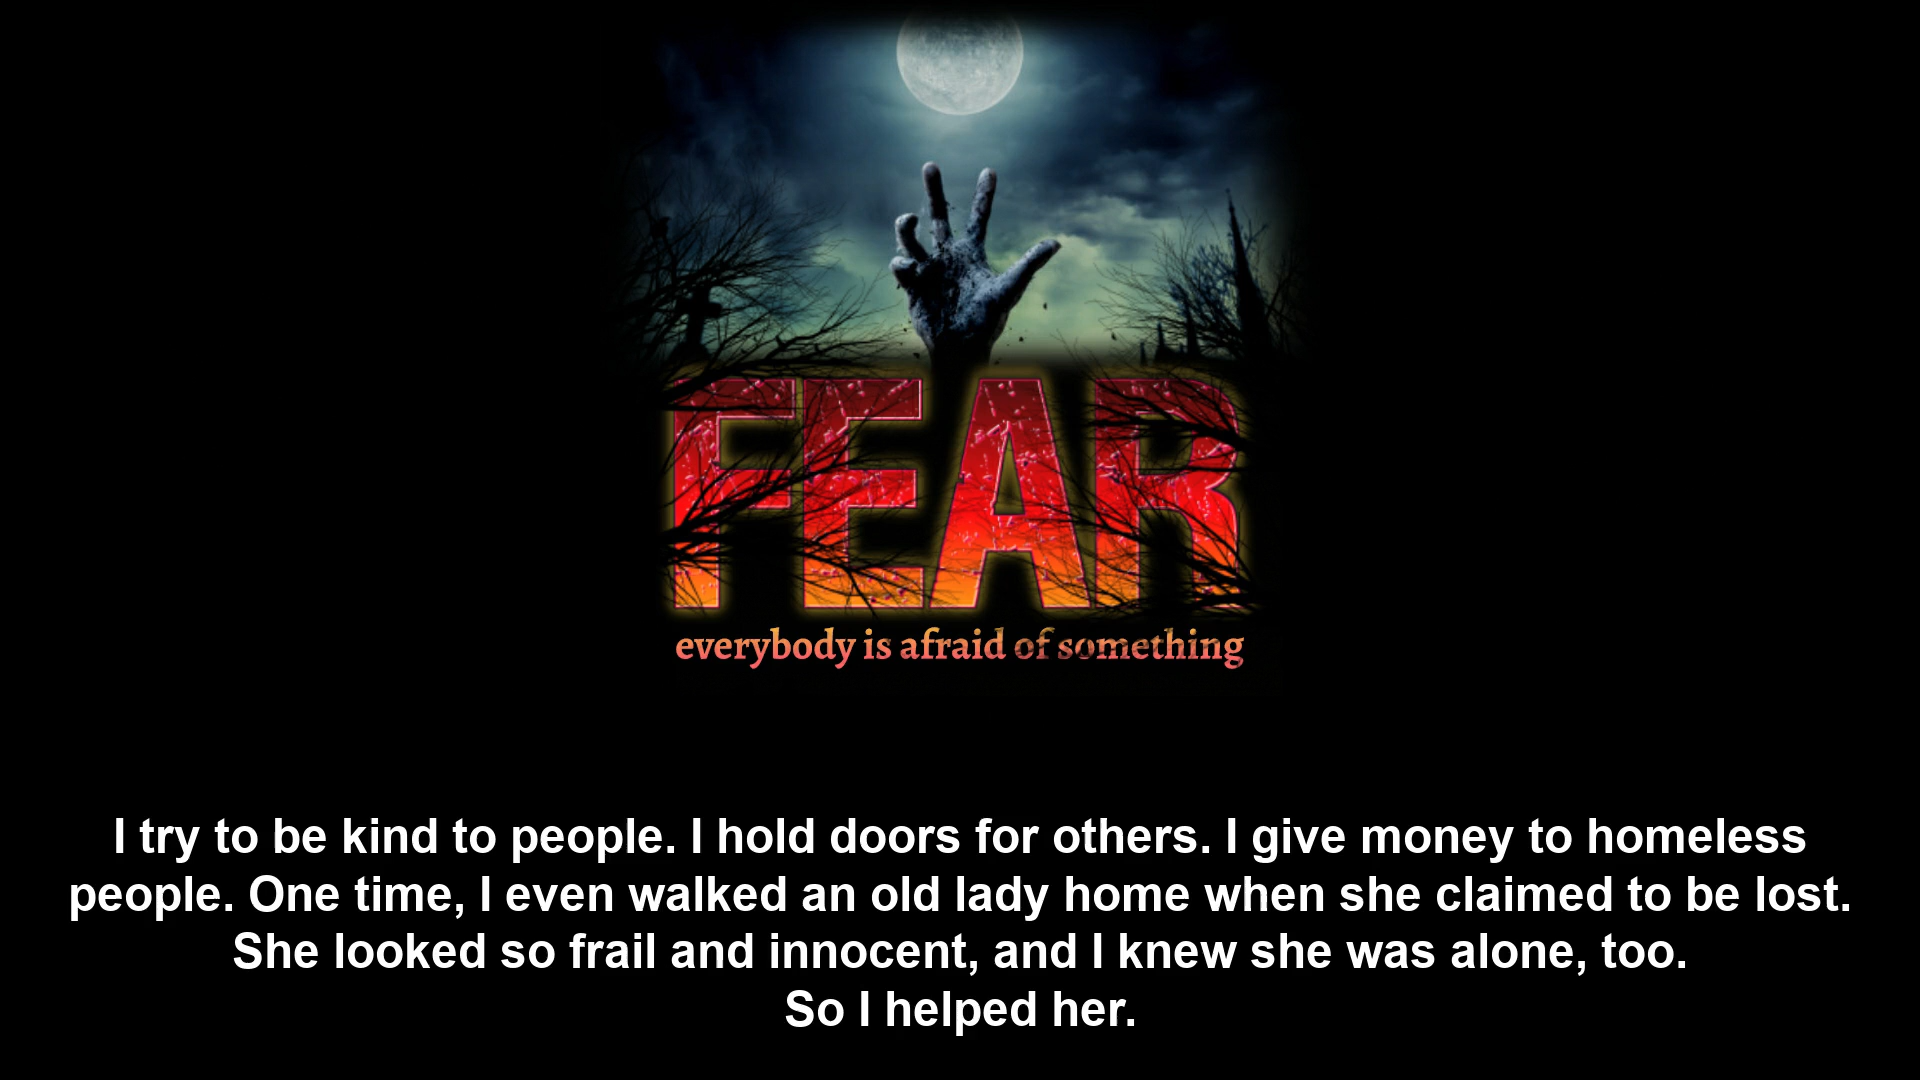 FEAR
everybody is afraid of something
I try to be kind to people. I hold doors for others. I give money to homeless
people. One time, I even walked an old lady home when she claimed to be lost.
She looked so frail and innocent, and I knew she was alone, too.
So I helped her.